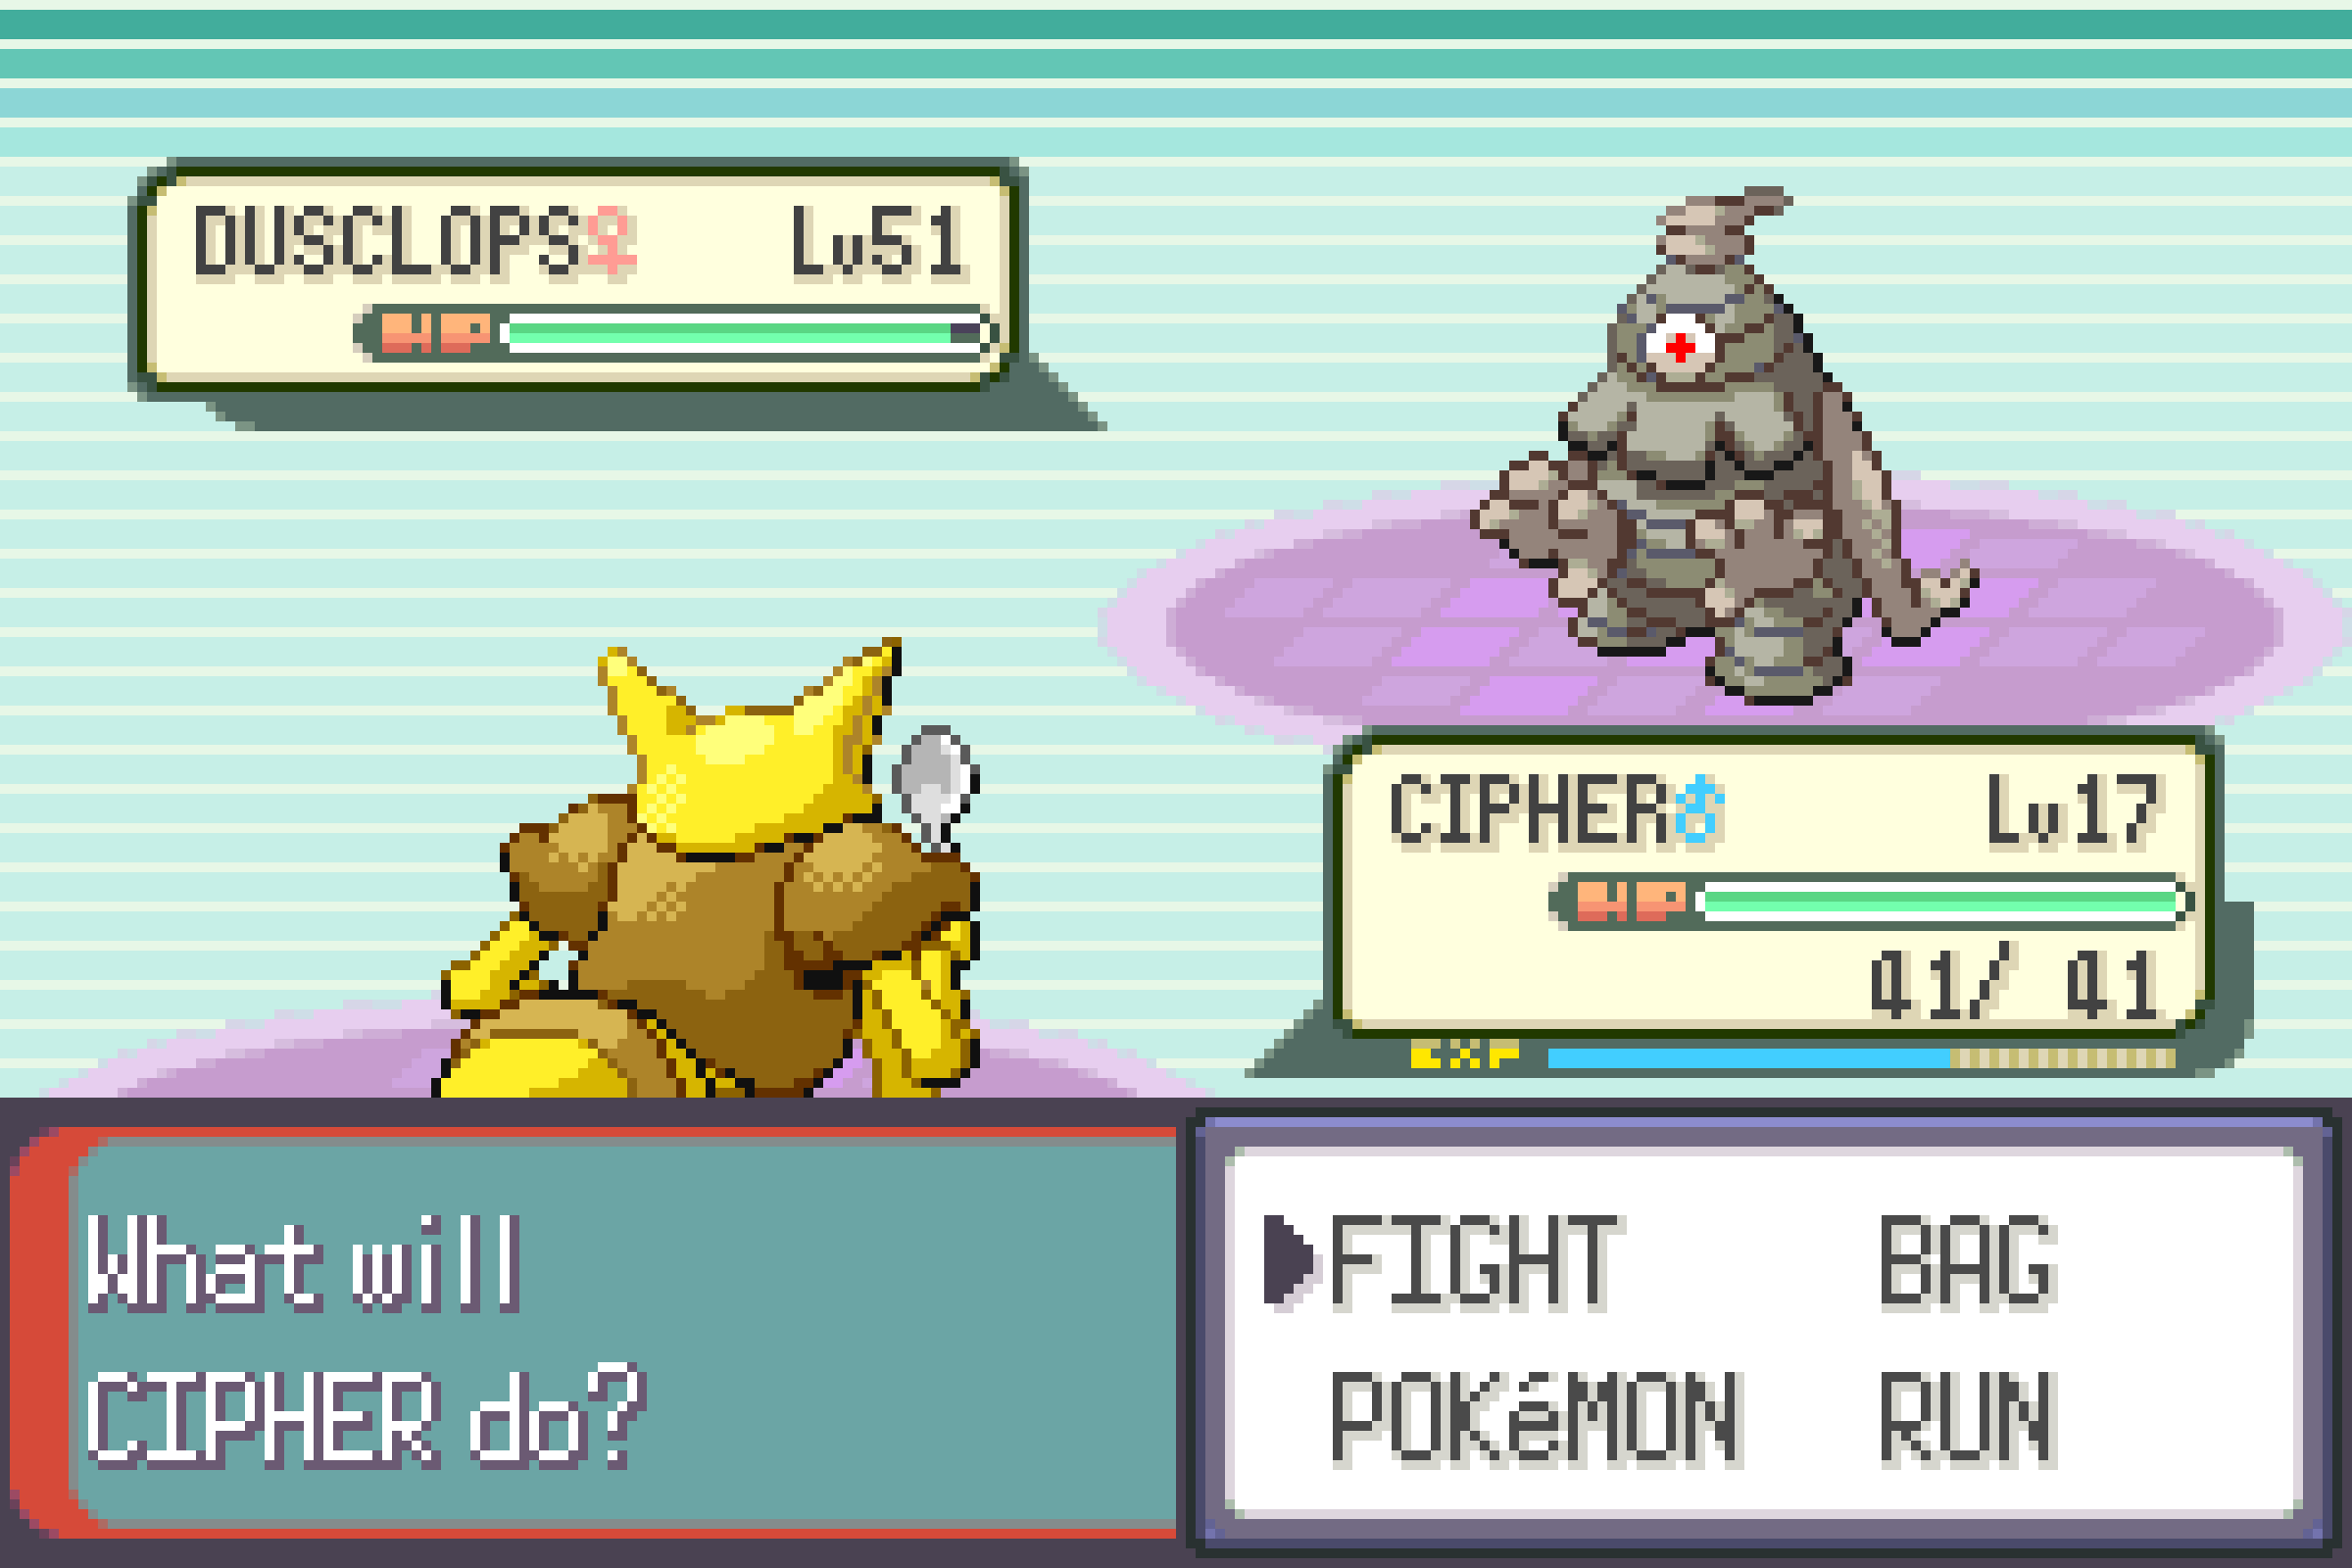 DUSCLOPS♀ Lv51
HP
CIPHER♂ Lv17
HP
41/ 41
EXP
What will
CIPHER do?
FIGHT BAG
POKéMON RUN